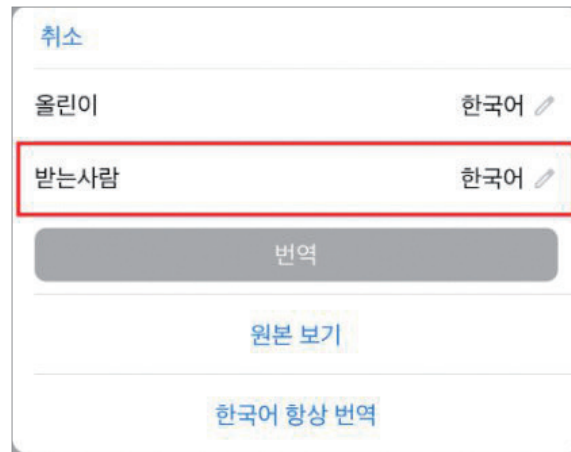 취소
올린이 한국어
받는사람 한국어
번역
원본 보기
한국어 항상 번역